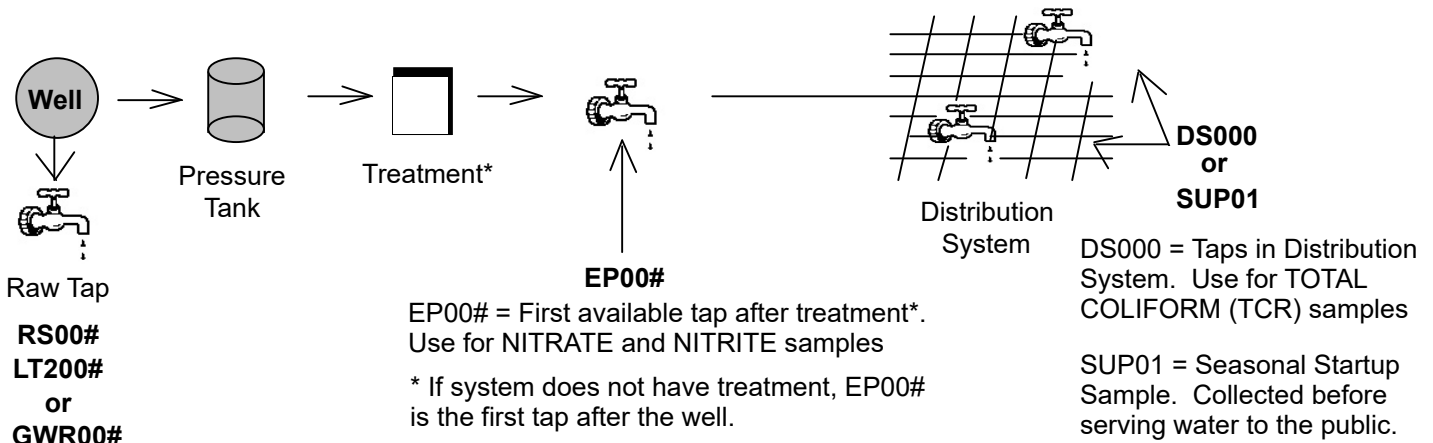 Well
Pressure
Tank
Treatment*
Raw Tap
RS00#
LT200#
or
GWR00#
EP00#
EP00# = First available tap after treatment*.
Use for NITRATE and NITRITE samples
* If system does not have treatment, EP00#
is the first tap after the well.
Distribution
System
DS000
or
SUP01
DS000 = Taps in Distribution
System. Use for TOTAL
COLIFORM (TCR) samples
SUP01 = Seasonal Startup
Sample. Collected before
serving water to the public.